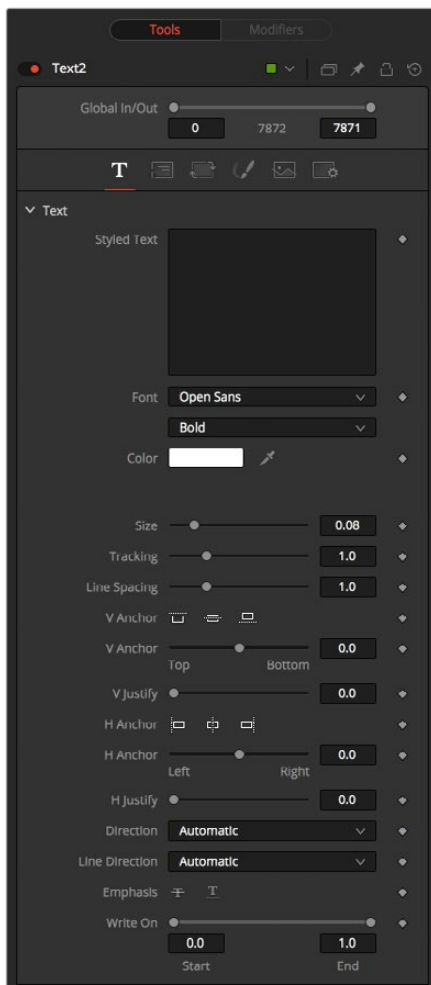 Tools Modifiers
Text2
Global In/Out
0 7872 7871
T
Text
Styled Text
Font Open Sans
Bold
Color
Size 0.08
Tracking 1.0
Line Spacing 1.0
V Anchor
V Anchor 0.0
Top Bottom
V Justify 0.0
H Anchor
H Anchor 0.0
Left Right
H Justify 0.0
Direction Automatic
Line Direction Automatic
Emphasis T T
Write On
0.0 1.0
Start End